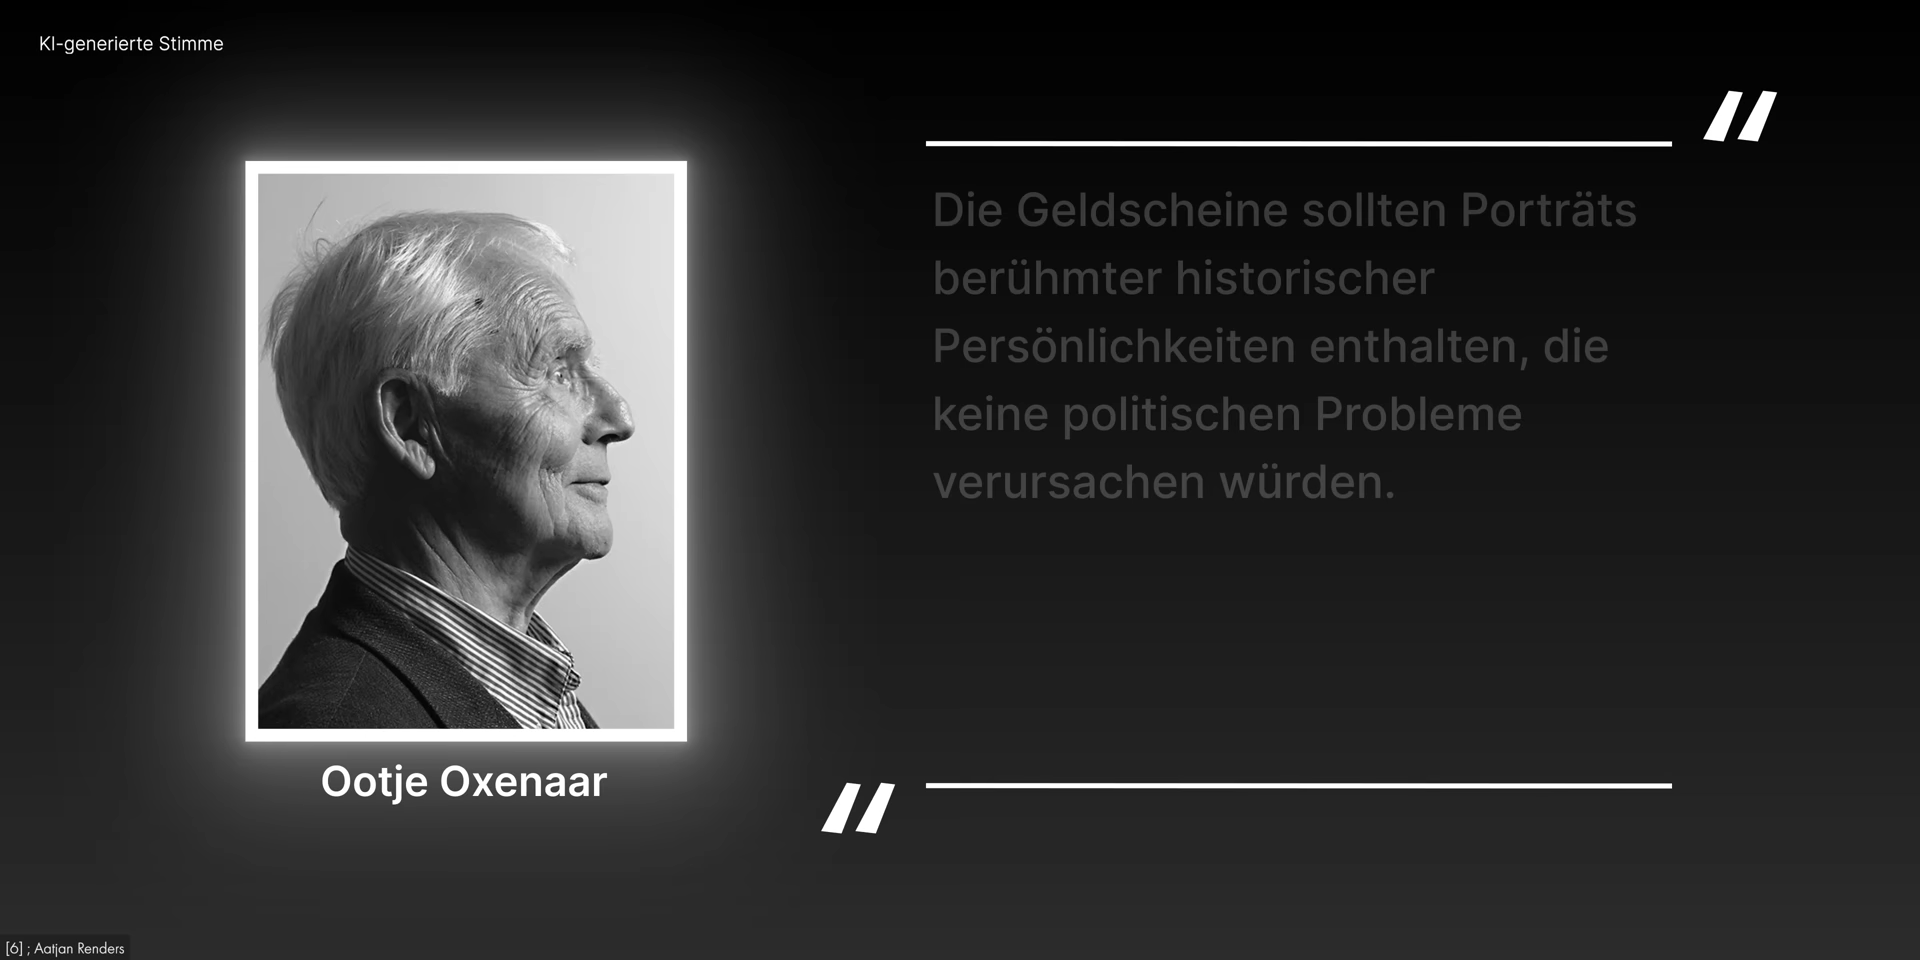 KI-generierte Stimme
“
Die Geldscheine sollten Porträts
berühmter historischer
Persönlichkeiten enthalten, die
keine politischen Probleme
verursachen würden.
“
Ootje Oxenaar
[6] ; Aatjan Renders